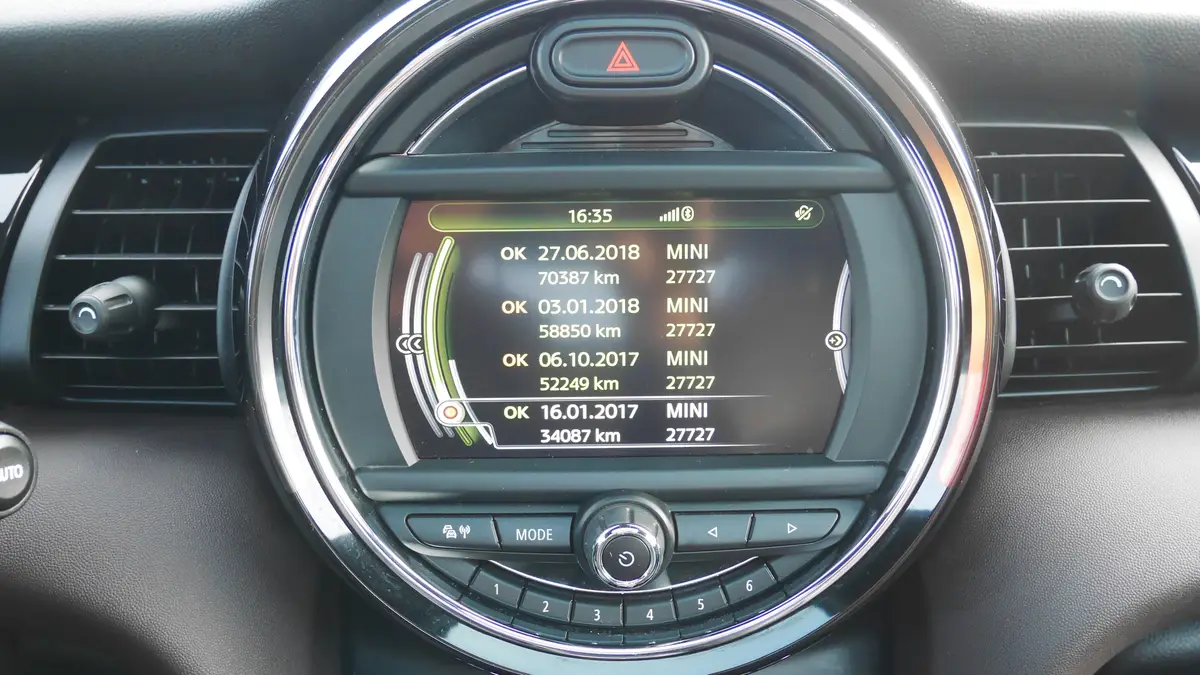 16:35
OK 27.06.2018 MINI
70387 km 27727
OK 03.01.2018 MINI
58850 km 27727
OK 06.10.2017 MINI
52249 km 27727
OK 16.01.2017 MINI
34087 km 27727
AUTO
MODE
1 2 3 4 5 6